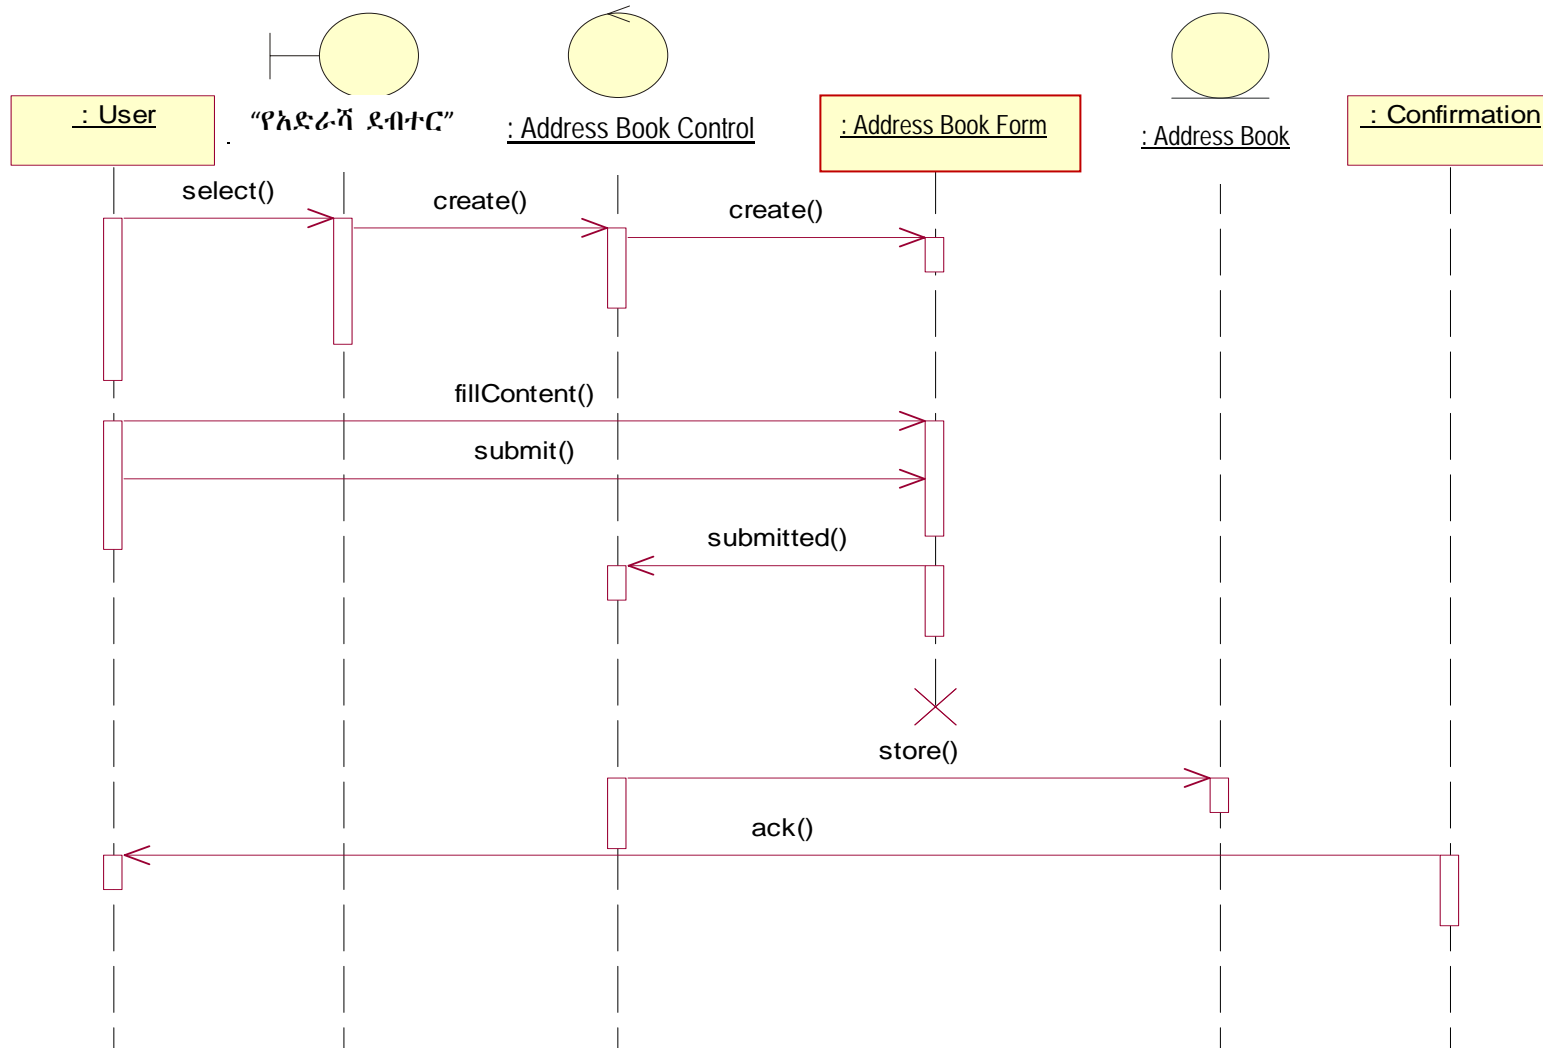 : User
“የአድራሻ ደብተር”
: Address Book Control
: Address Book Form
: Address Book
: Confirmation
select()
create()
create()
fillContent()
submit()
submitted()
store()
ack()